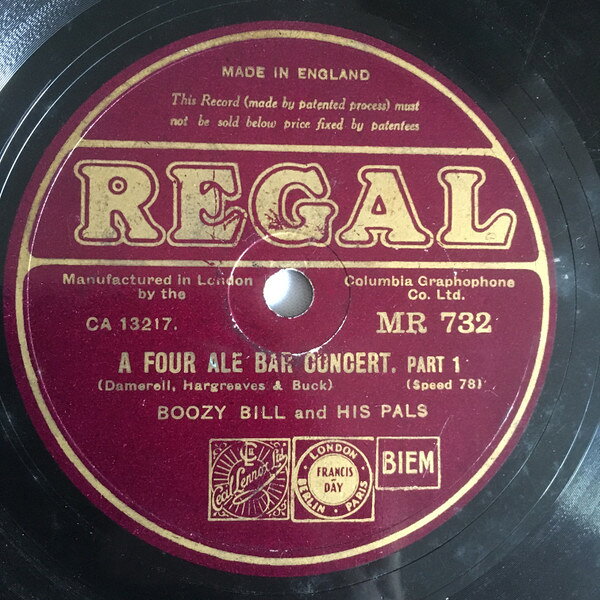 MADE IN ENGLAND
This Record (made by patented process) must
not be sold below price fixed by patentees
REGAL
Manufactured in London
by the
Columbia Graphophone
Co. Ltd.
CA 13217.
MR 732
A FOUR ALE BAR CONCERT. PART 1
(Damerell, Hargreaves & Buck) (Speed 78)
BOOZY BILL and HIS PALS
Cecil Lennox Ltd
LONDON
FRANCIS
DAY
BERLIN PARIS
BIEM